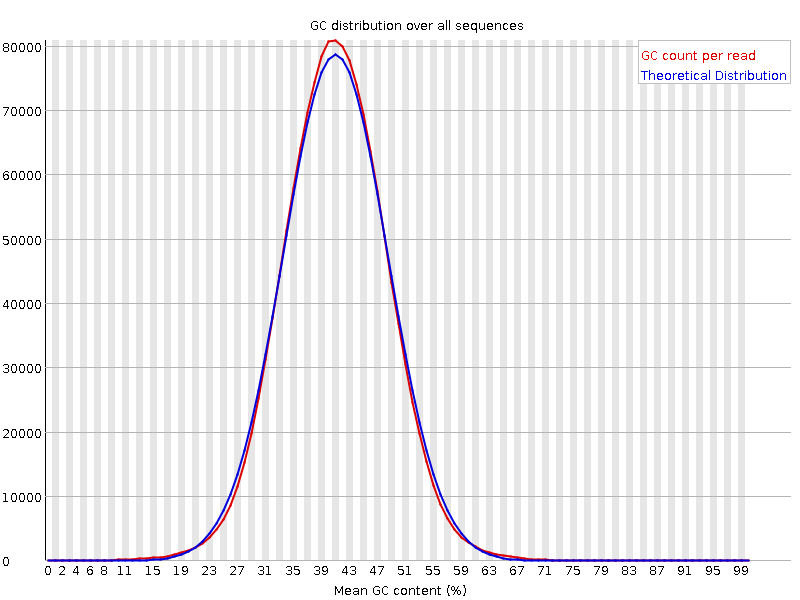 GC distribution over all sequences
GC count per read
Theoretical Distribution
80000
70000
60000
50000
40000
30000
20000
10000
0
0 2 4 6 8 11 15 19 23 27 31 35 39 43 47 51 55 59 63 67 71 75 79 83 87 91 95 99
Mean GC content (%)